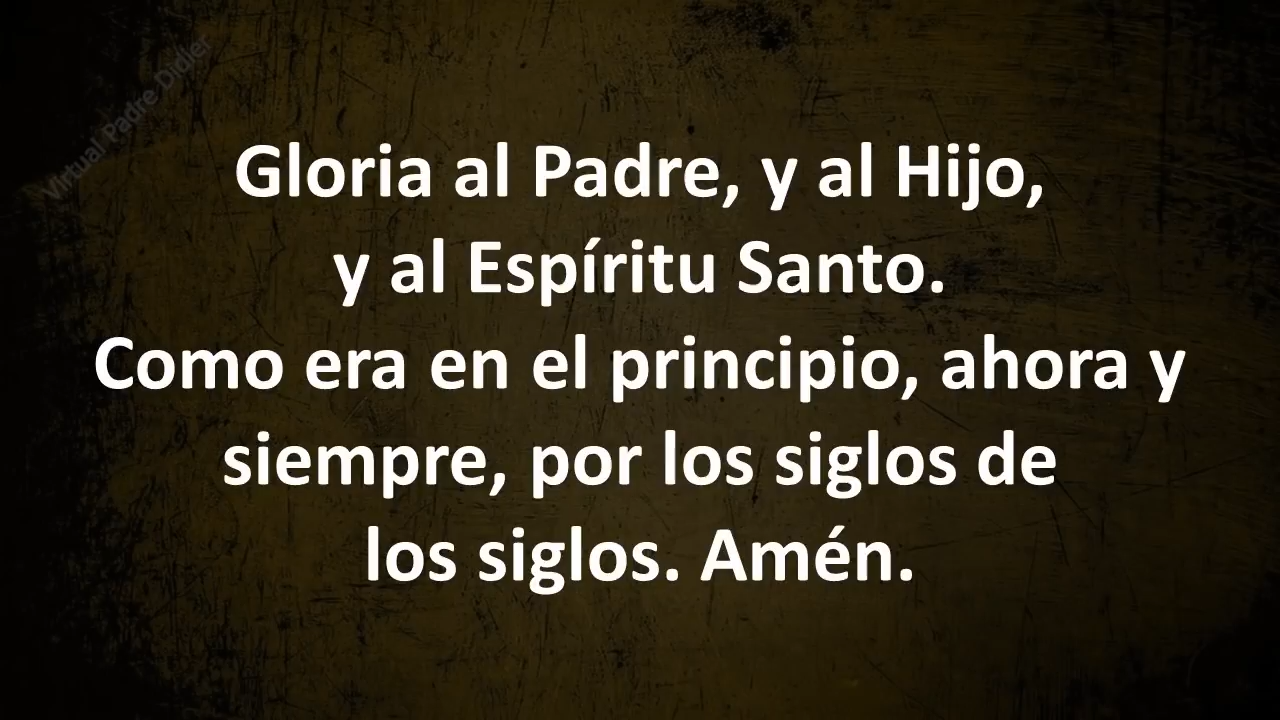 Virtual Padre Didier
Gloria al Padre, y al Hijo,
y al Espíritu Santo.
Como era en el principio, ahora y
siempre, por los siglos de
los siglos. Amén.